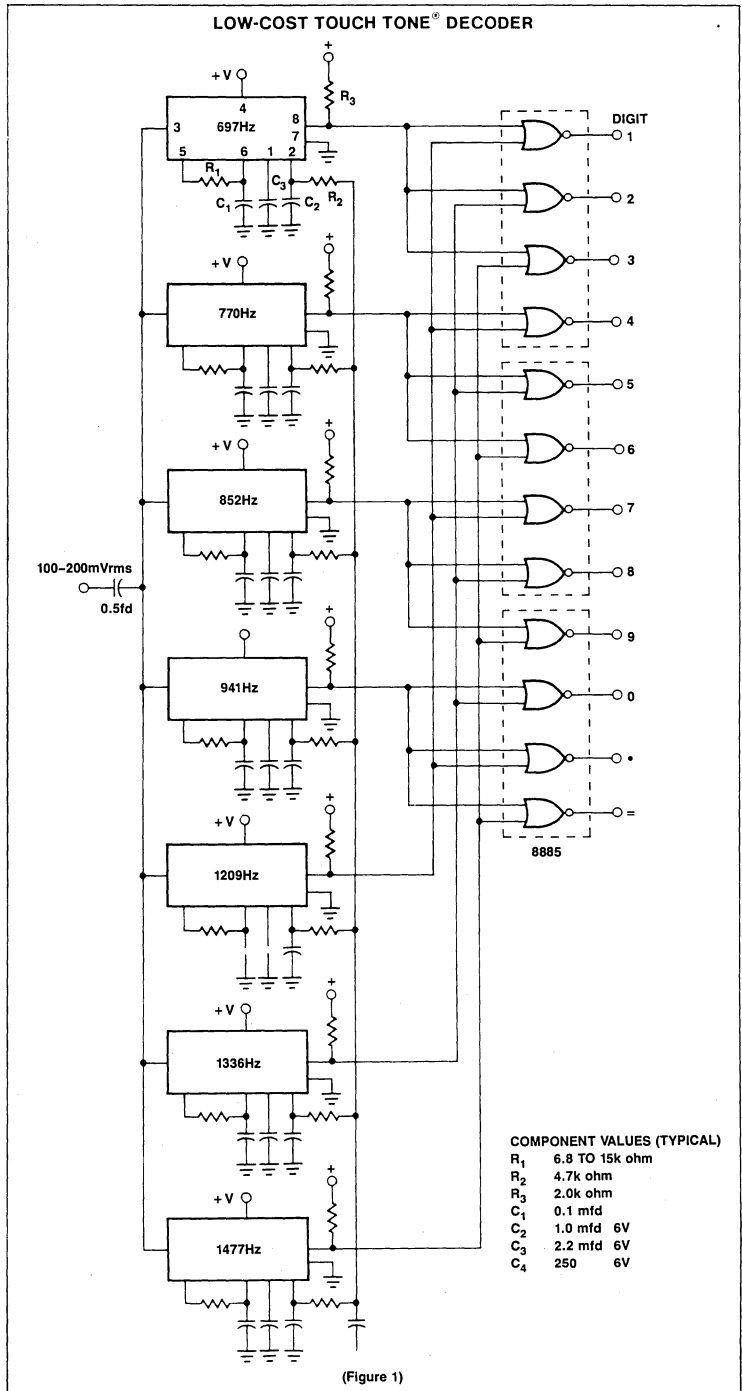 LOW-COST TOUCH TONE® DECODER
+
+V
R3
4
3
697Hz
8
7
5
6
1
2
R1
C1
C3
C2
R2
DIGIT
1
2
3
4
5
6
7
8
9
0
•
=
8885
+
+V
770Hz
+
+V
852Hz
100–200mVrms
0.5fd
+
941Hz
+
+V
1209Hz
+
+V
1336Hz
+
+V
1477Hz
COMPONENT VALUES (TYPICAL)
R1 6.8 TO 15k ohm
R2 4.7k ohm
R3 2.0k ohm
C1 0.1 mfd
C2 1.0 mfd 6V
C3 2.2 mfd 6V
C4 250 6V
(Figure 1)